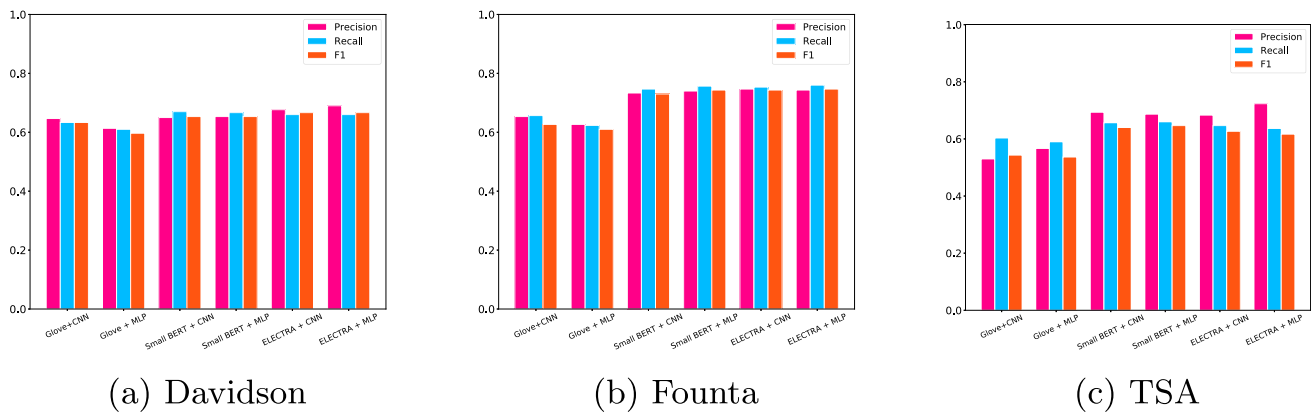 1.0
0.8
0.6
0.4
0.2
0.0
Precision
Recall
F1
Glove+CNN
Glove + MLP
Small BERT + CNN
Small BERT + MLP
ELECTRA + CNN
ELECTRA + MLP
(a) Davidson
1.0
0.8
0.6
0.4
0.2
0.0
Precision
Recall
F1
Glove+CNN
Glove + MLP
Small BERT + CNN
Small BERT + MLP
ELECTRA + CNN
ELECTRA + MLP
(b) Founta
1.0
0.8
0.6
0.4
0.2
0.0
Precision
Recall
F1
Glove+CNN
Glove + MLP
Small BERT + CNN
Small BERT + MLP
ELECTRA + CNN
ELECTRA + MLP
(c) TSA